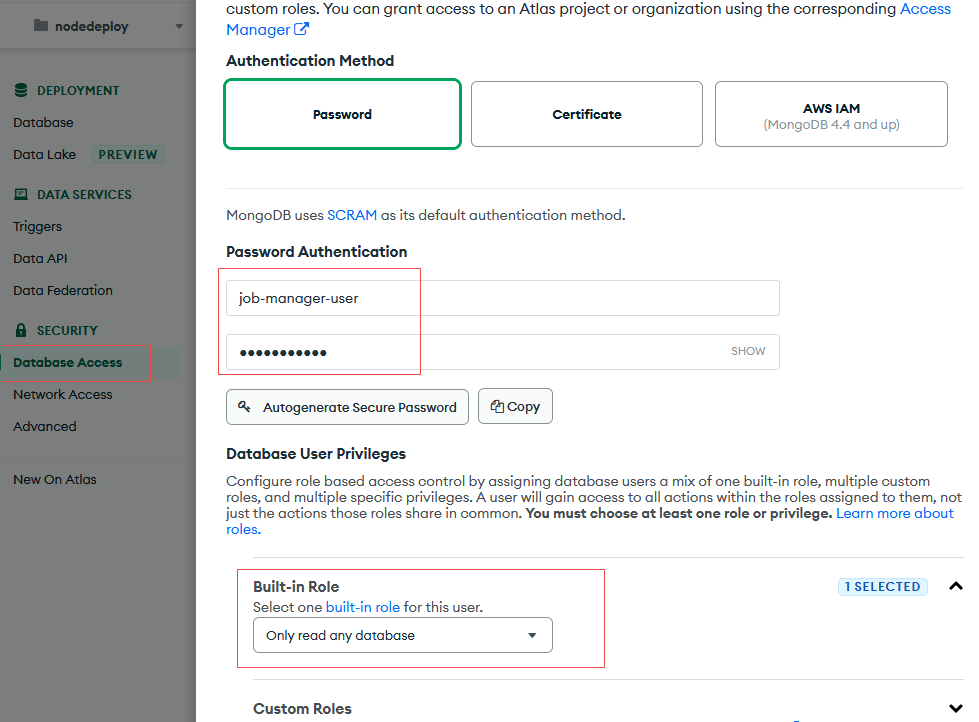 nodedeploy
DEPLOYMENT
Database
Data Lake PREVIEW
DATA SERVICES
Triggers
Data API
Data Federation
SECURITY
Database Access
Network Access
Advanced
New On Atlas
custom roles. You can grant access to an Atlas project or organization using the corresponding Access
Manager
Authentication Method
Password
Certificate
AWS IAM
(MongoDB 4.4 and up)
MongoDB uses SCRAM as its default authentication method.
Password Authentication
job-manager-user
●●●●●●●●●●● SHOW
Autogenerate Secure Password
Copy
Database User Privileges
Configure role based access control by assigning database users a mix of one built-in role, multiple custom
roles, and multiple specific privileges. A user will gain access to all actions within the roles assigned to them, not
just the actions those roles share in common. You must choose at least one role or privilege. Learn more about
roles.
Built-in Role 1 SELECTED
Select one built-in role for this user.
Only read any database
Custom Roles